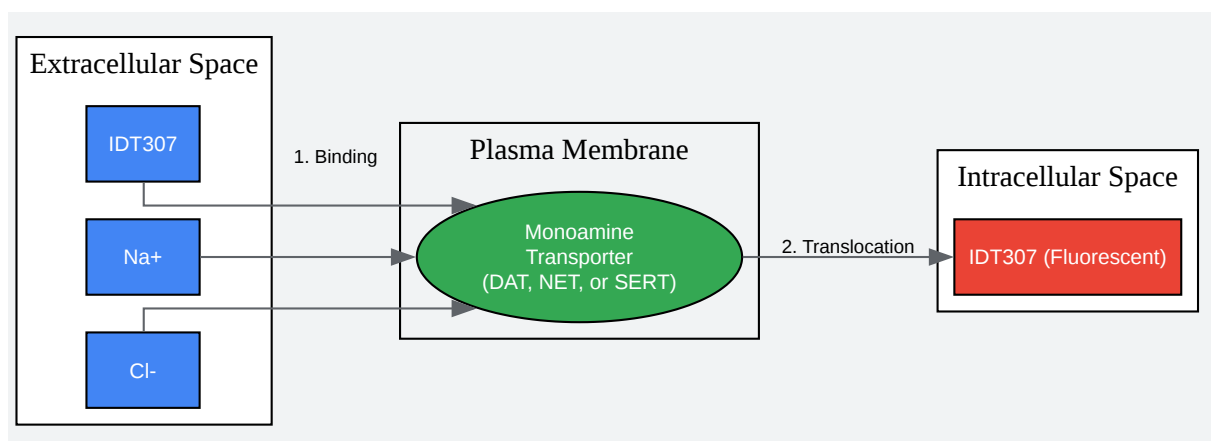 Extracellular Space
IDT307
Na+
Cl-
1. Binding
Plasma Membrane
Monoamine
Transporter
(DAT, NET, or SERT)
2. Translocation
Intracellular Space
IDT307 (Fluorescent)